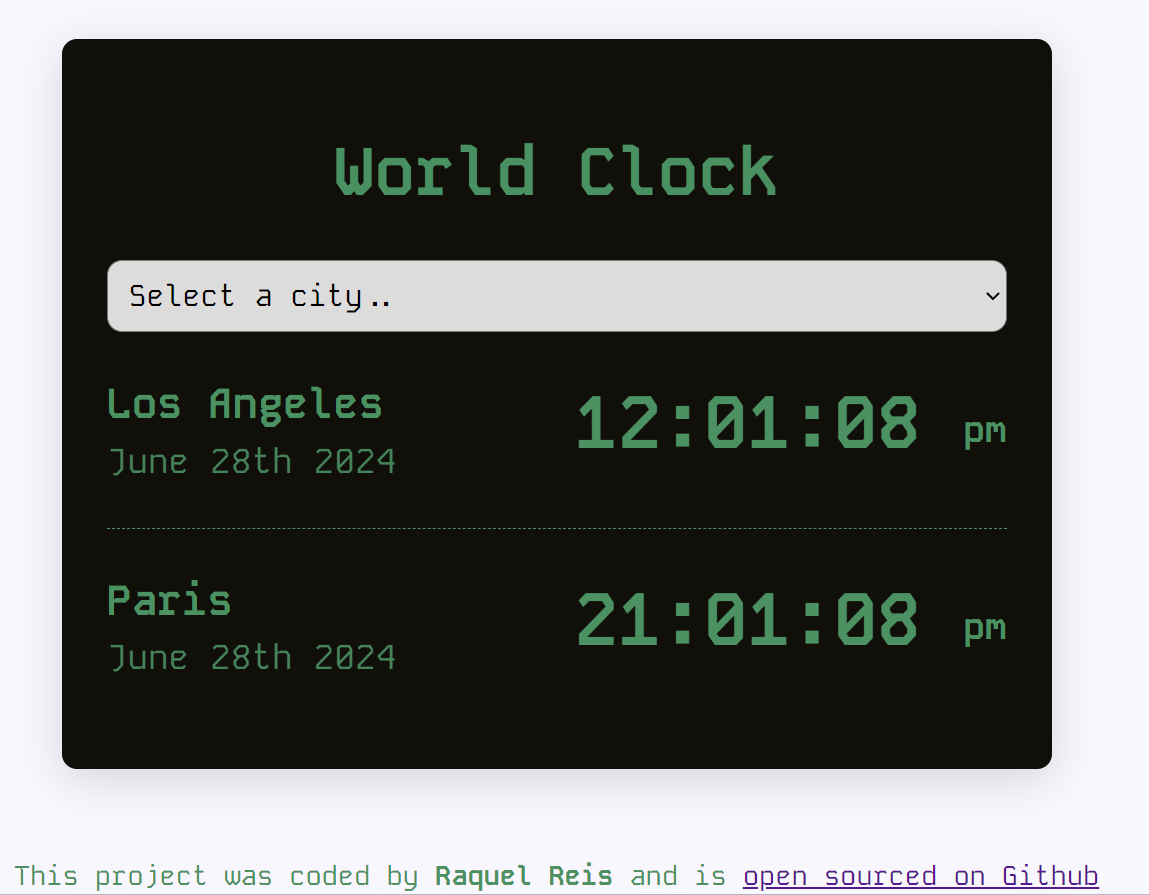 World Clock
Select a city..
Los Angeles
12:01:08 pm
June 28th 2024
Paris
21:01:08 pm
June 28th 2024
This project was coded by Raquel Reis and is open sourced on Github